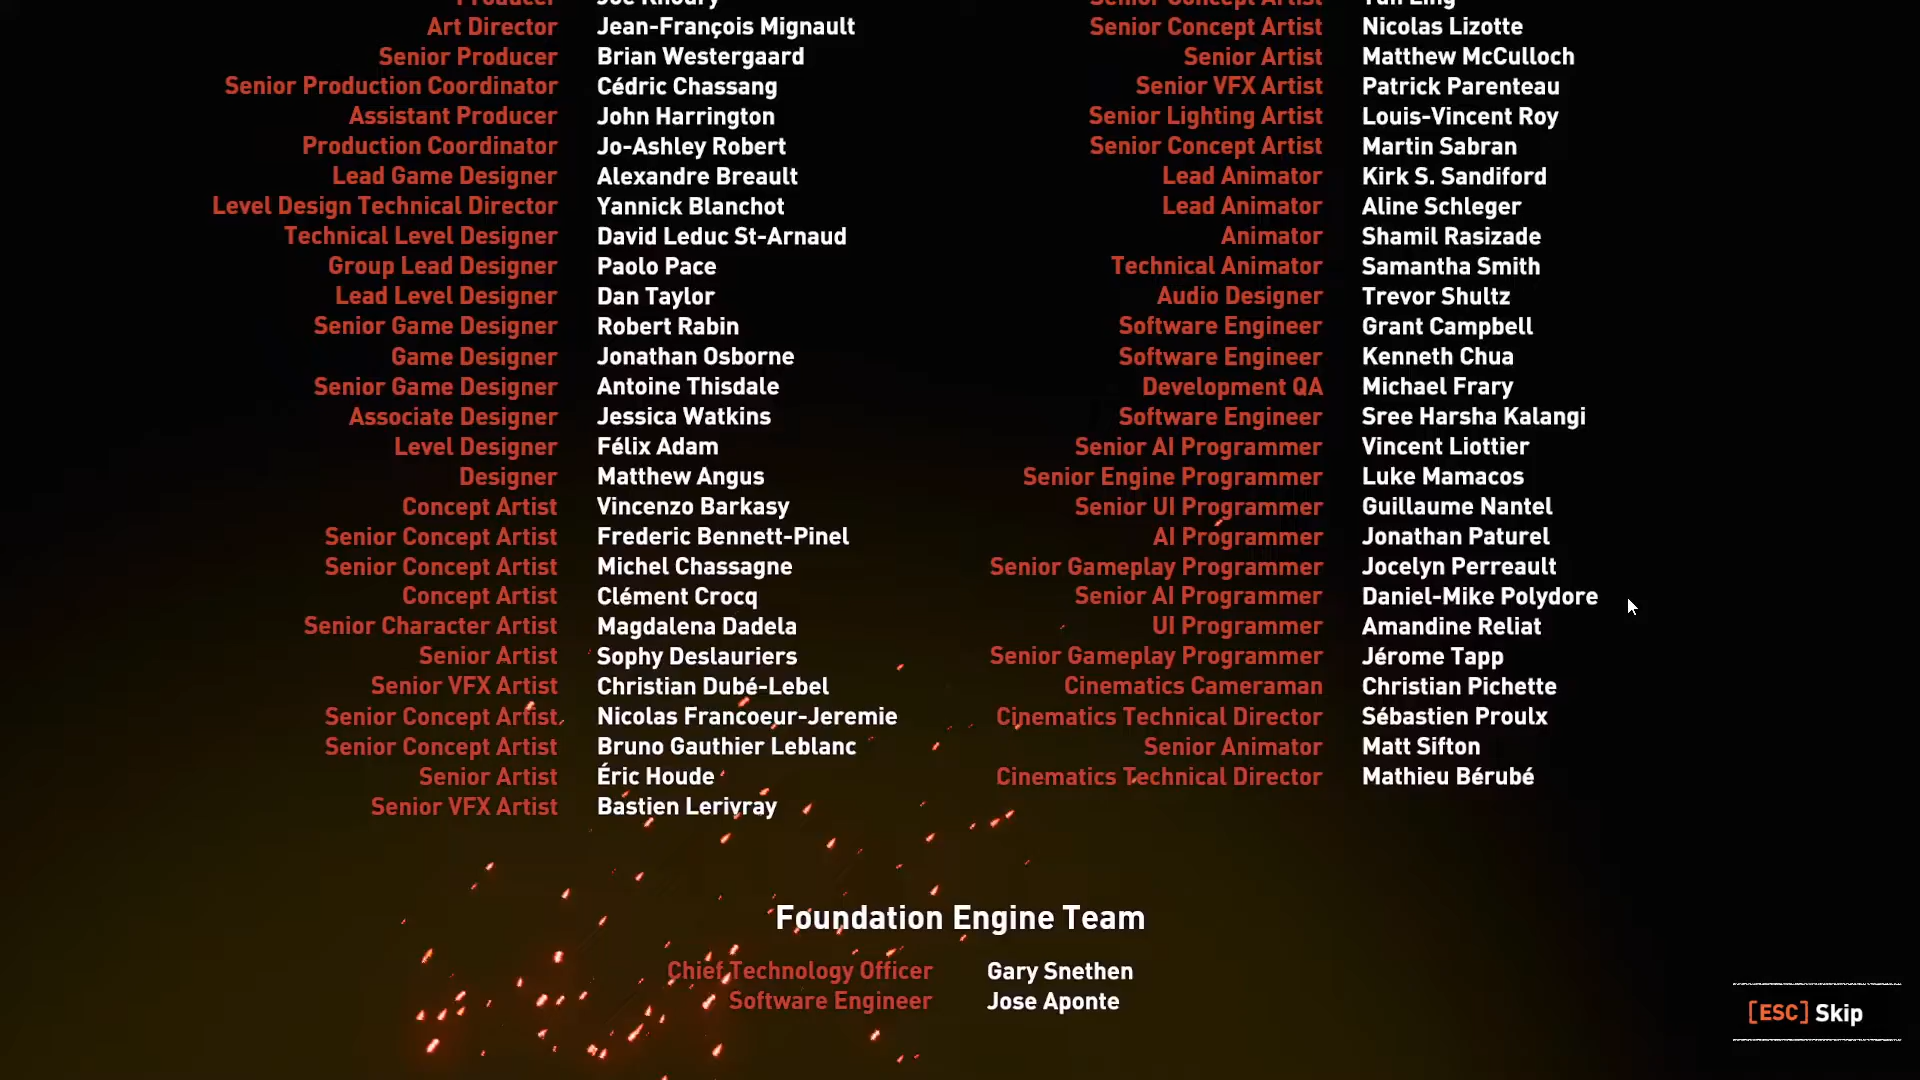 Producer Joe Khoury
Art Director Jean-François Mignault
Senior Producer Brian Westergaard
Senior Production Coordinator Cédric Chassang
Assistant Producer John Harrington
Production Coordinator Jo-Ashley Robert
Lead Game Designer Alexandre Breault
Level Design Technical Director Yannick Blanchot
Technical Level Designer David Leduc St-Arnaud
Group Lead Designer Paolo Pace
Lead Level Designer Dan Taylor
Senior Game Designer Robert Rabin
Game Designer Jonathan Osborne
Senior Game Designer Antoine Thisdale
Associate Designer Jessica Watkins
Level Designer Félix Adam
Designer Matthew Angus
Concept Artist Vincenzo Barkasy
Senior Concept Artist Frederic Bennett-Pinel
Senior Concept Artist Michel Chassagne
Concept Artist Clément Crocq
Senior Character Artist Magdalena Dadela
Senior Artist Sophy Deslauriers
Senior VFX Artist Christian Dubé-Lebel
Senior Concept Artist Nicolas Francoeur-Jeremie
Senior Concept Artist Bruno Gauthier Leblanc
Senior Artist Éric Houde
Senior VFX Artist Bastien Lerivray
Senior Concept Artist Yun Ling
Senior Concept Artist Nicolas Lizotte
Senior Artist Matthew McCulloch
Senior VFX Artist Patrick Parenteau
Senior Lighting Artist Louis-Vincent Roy
Senior Concept Artist Martin Sabran
Lead Animator Kirk S. Sandiford
Lead Animator Aline Schleger
Animator Shamil Rasizade
Technical Animator Samantha Smith
Audio Designer Trevor Shultz
Software Engineer Grant Campbell
Software Engineer Kenneth Chua
Development QA Michael Frary
Software Engineer Sree Harsha Kalangi
Senior AI Programmer Vincent Liottier
Senior Engine Programmer Luke Mamacos
Senior UI Programmer Guillaume Nantel
AI Programmer Jonathan Paturel
Senior Gameplay Programmer Jocelyn Perreault
Senior AI Programmer Daniel-Mike Polydore
UI Programmer Amandine Reliat
Senior Gameplay Programmer Jérome Tapp
Cinematics Cameraman Christian Pichette
Cinematics Technical Director Sébastien Proulx
Senior Animator Matt Sifton
Cinematics Technical Director Mathieu Bérubé
Foundation Engine Team
Chief Technology Officer Gary Snethen
Software Engineer Jose Aponte
[ESC] Skip